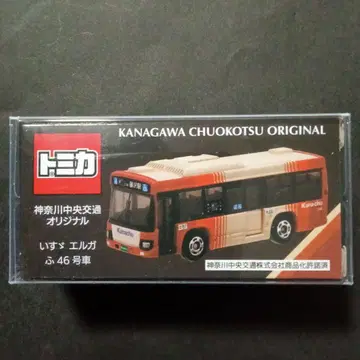 KANAGAWA CHUOKOTSU ORIGINAL
トミカ
神奈川中央交通
オリジナル
いすゞ エルガ
ふ 46 号車
Kanachu
神奈川中央交通株式会社商品化許諾済